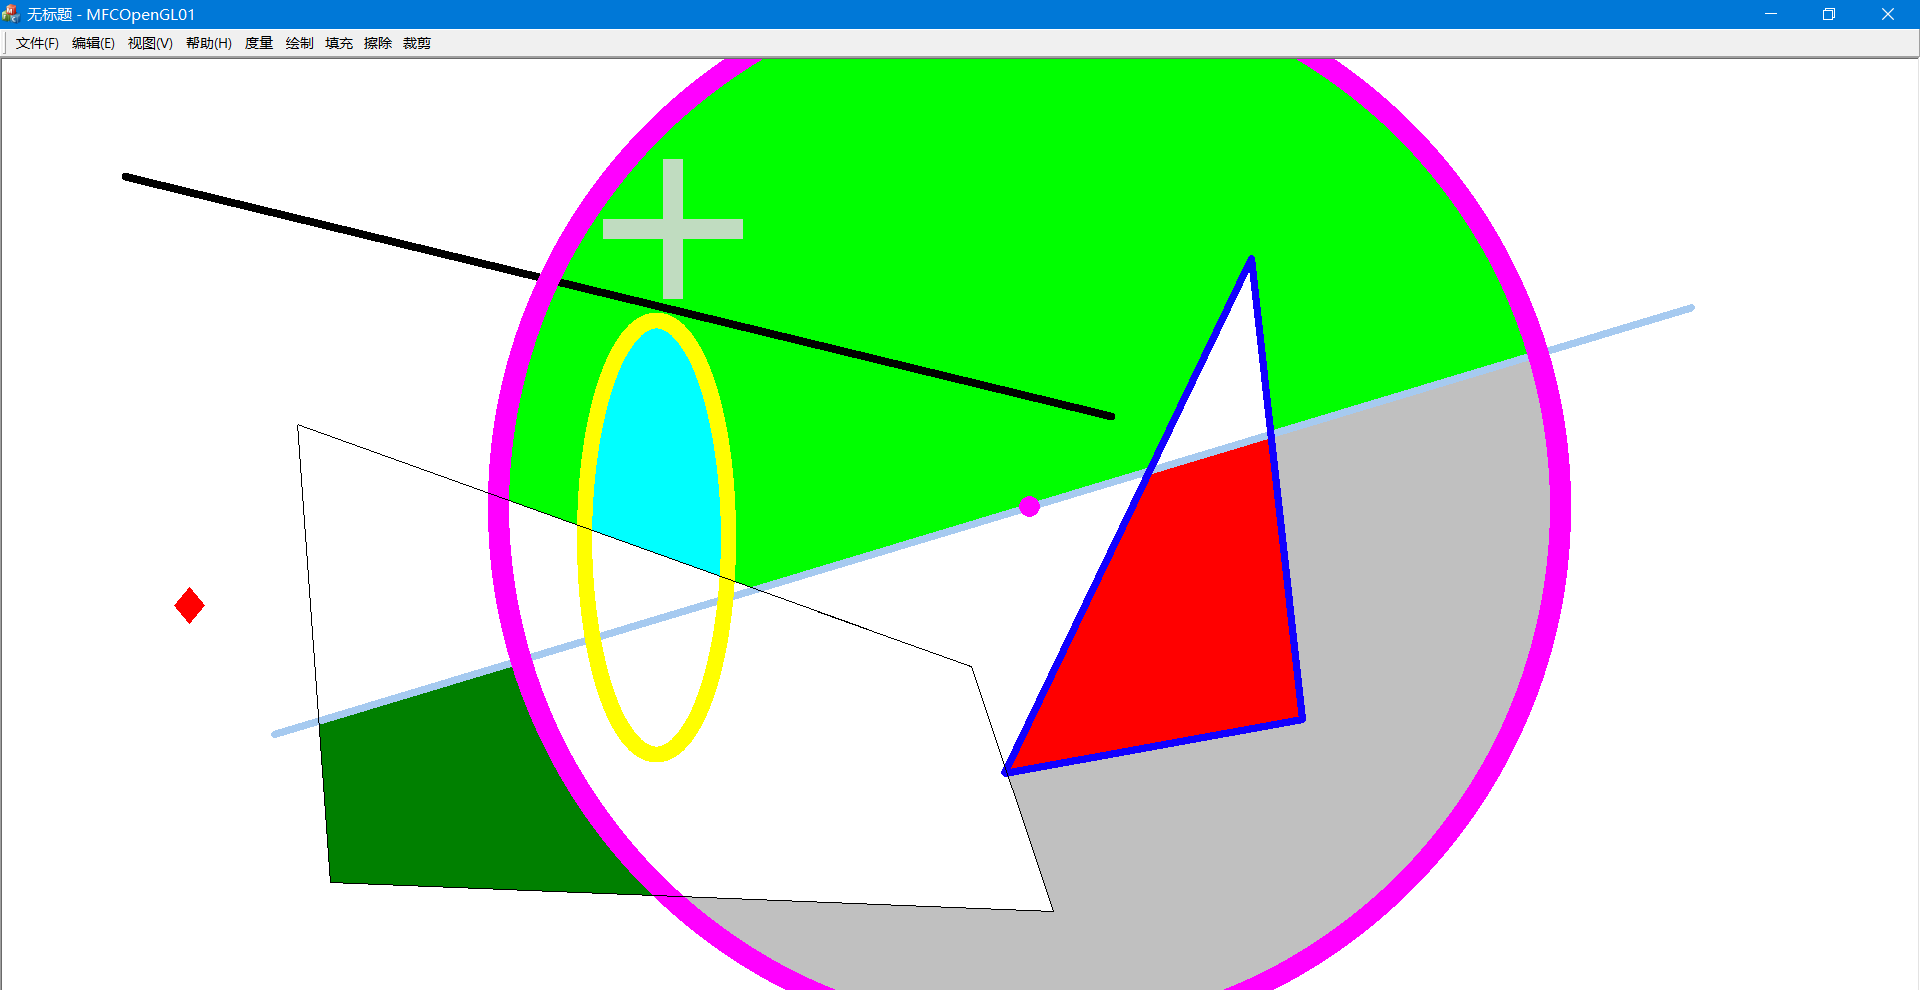 无标题 - MFCOpenGL01
文件(F) 编辑(E) 视图(V) 帮助(H) 度量 绘制 填充 擦除 裁剪